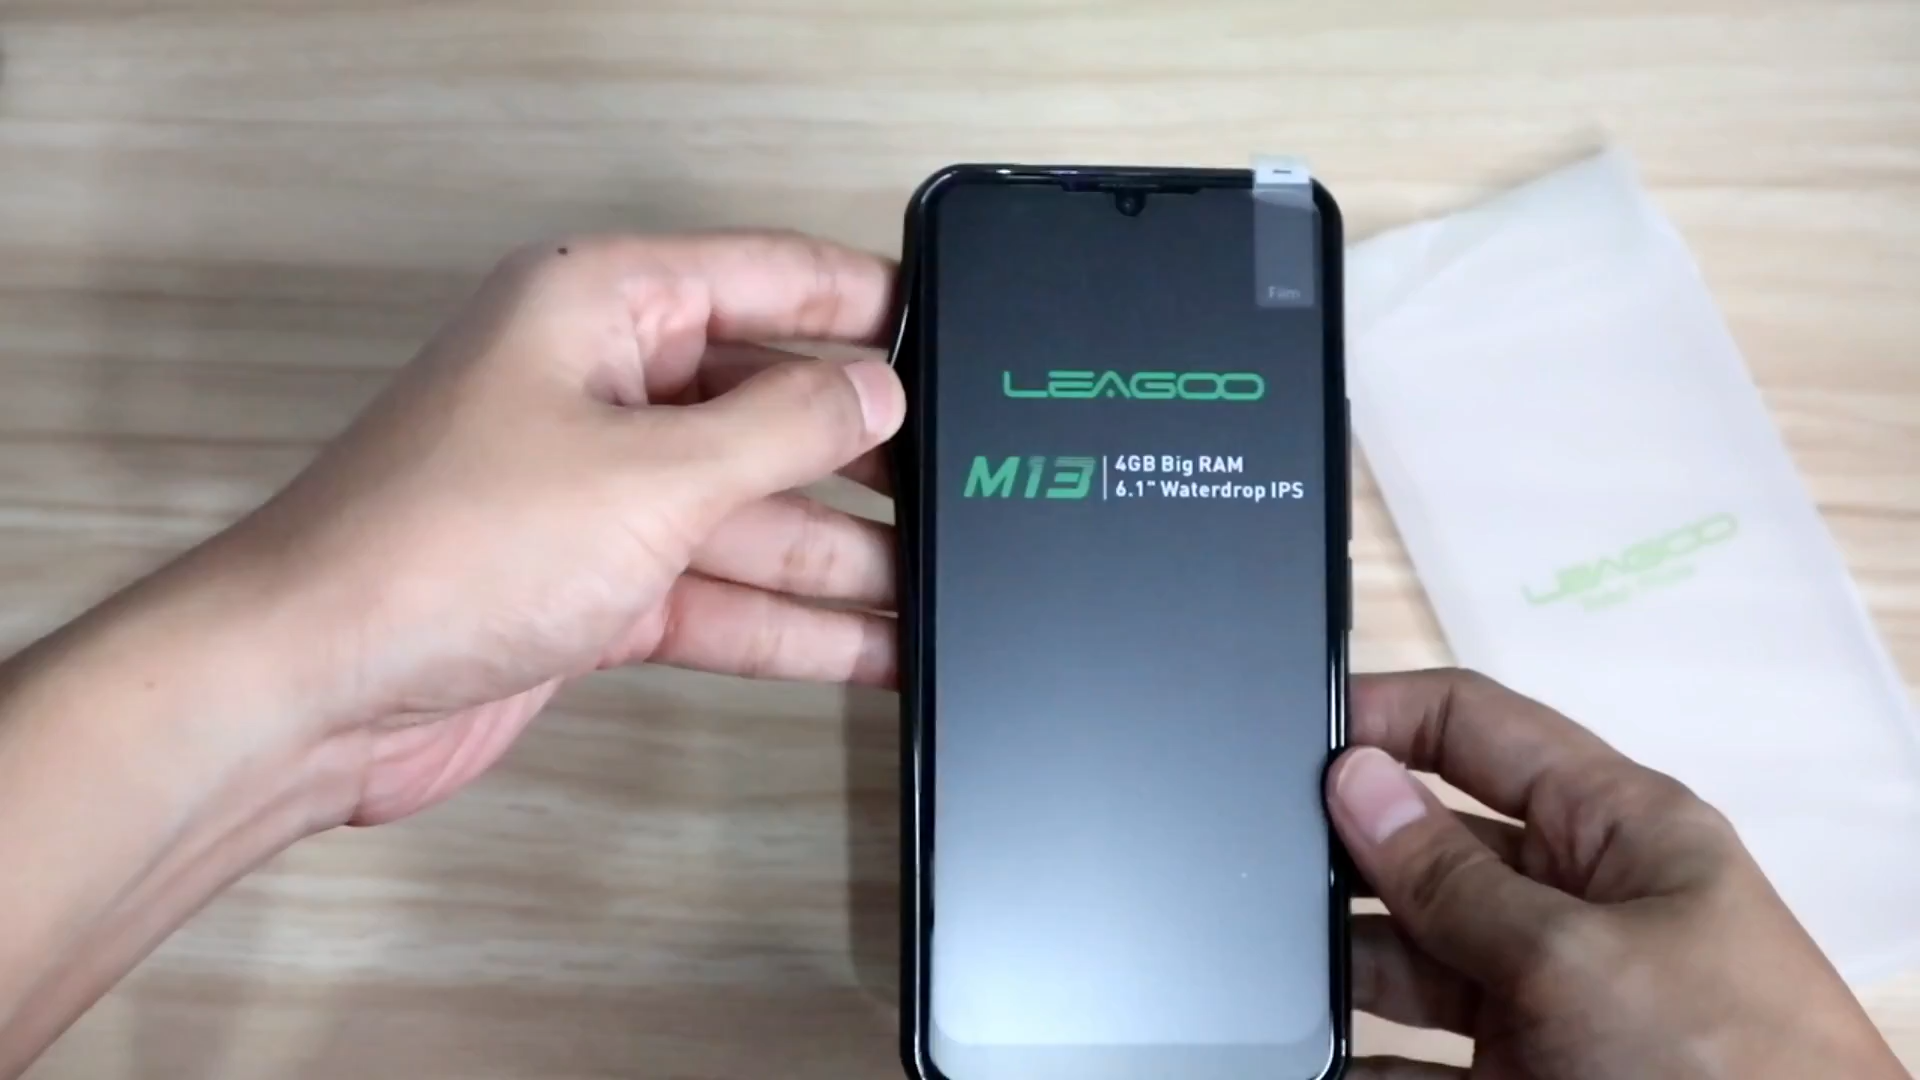 Film
LEAGOO
M13
4GB Big RAM
6.1" Waterdrop IPS
LEAGOO